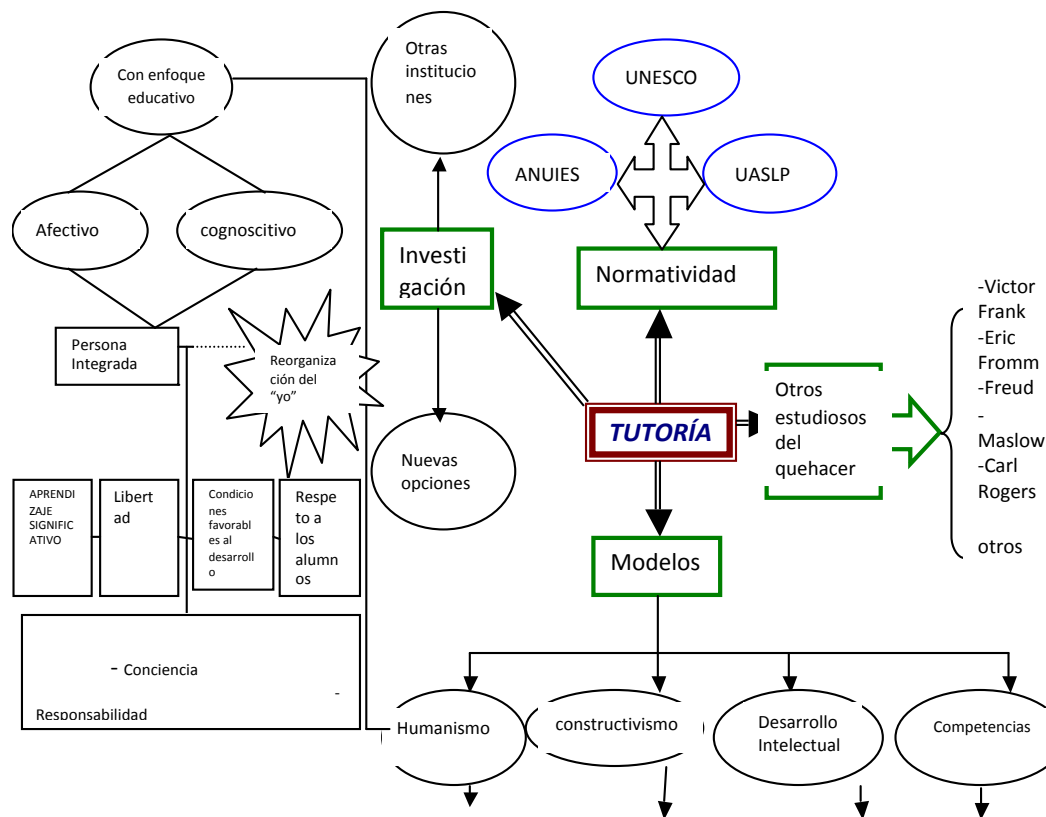 Con enfoque
educativo
Afectivo
cognoscitivo
Persona
Integrada
Reorganiza
ción del
“yo”
APRENDI
ZAJE
SIGNIFIC
ATIVO
Libert
ad
Condicio
nes
favorabl
es al
desarroll
o
Respe
to a
los
alumn
os
- Conciencia
-
Responsabilidad
Otras
institucio
nes
Investi
gación
Nuevas
opciones
UNESCO
ANUIES
UASLP
Normatividad
TUTORÍA
Otros
estudiosos
del
quehacer
-Victor
Frank
-Eric
Fromm
-Freud
-
Maslow
-Carl
Rogers
otros
Modelos
Humanismo
constructivismo
Desarrollo
Intelectual
Competencias